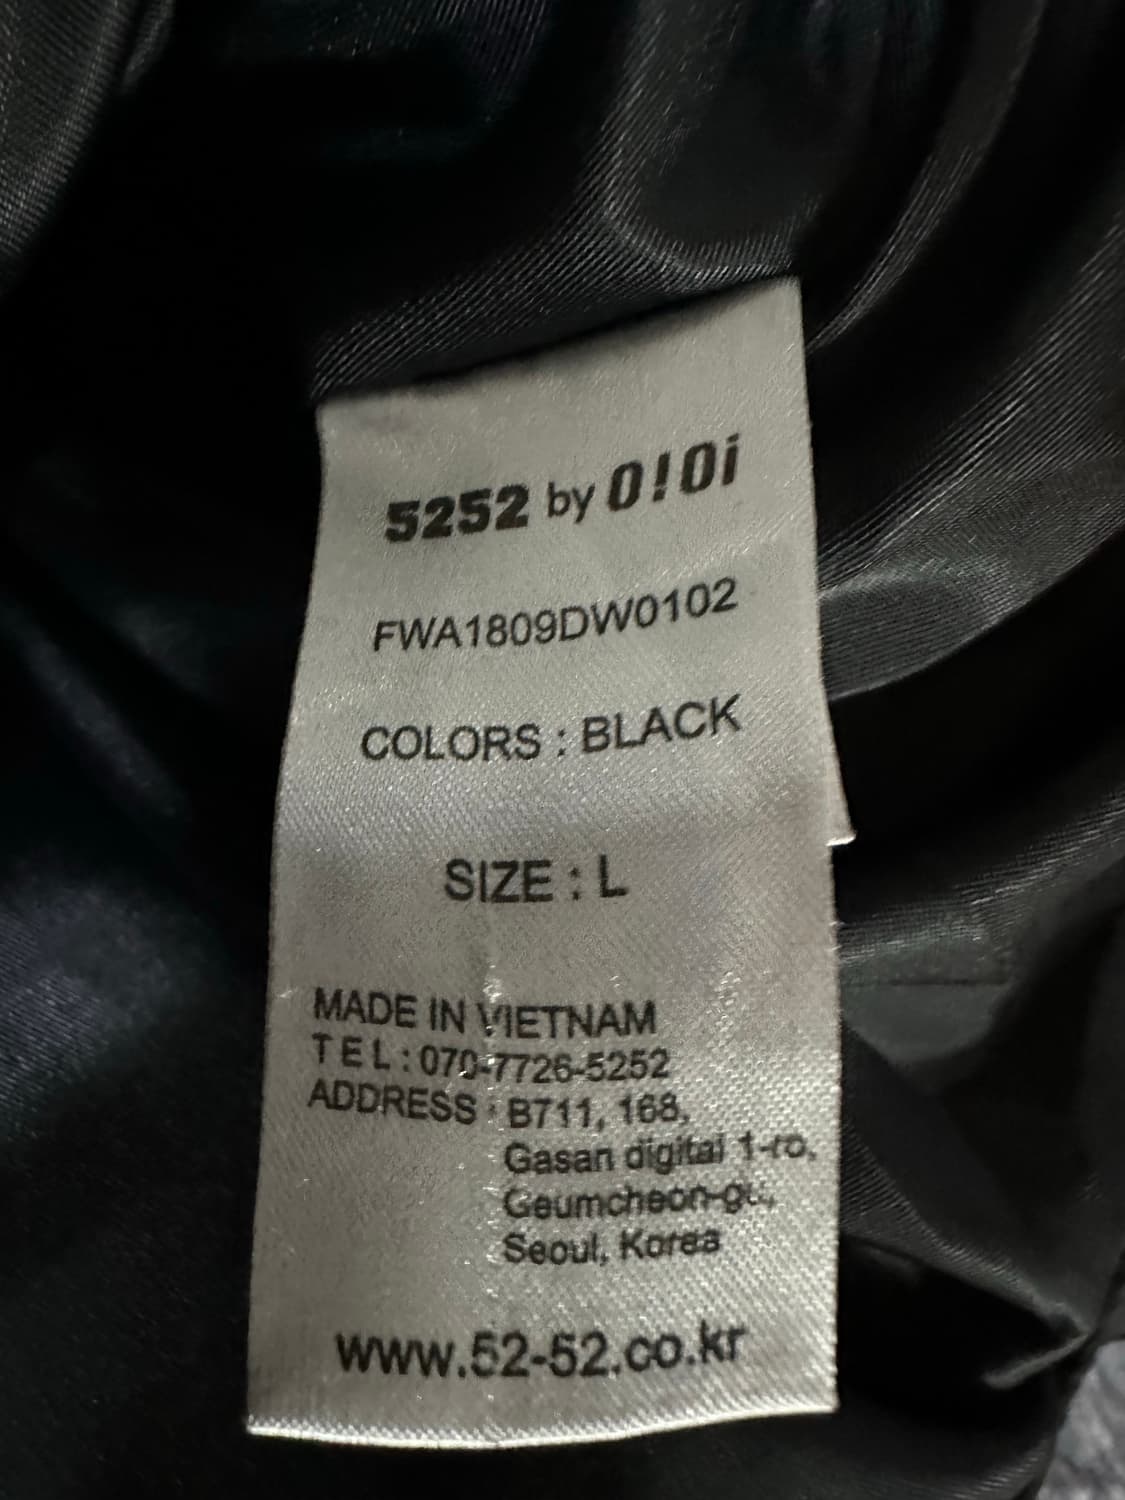 5252 by O!Oi
FWA1809DW0102
COLORS : BLACK
SIZE : L
MADE IN VIETNAM
TEL : 070-7726-5252
ADDRESS : B711, 168,
Gasan digital 1-ro,
Geumcheon-gu,
Seoul, Korea
www.52-52.co.kr